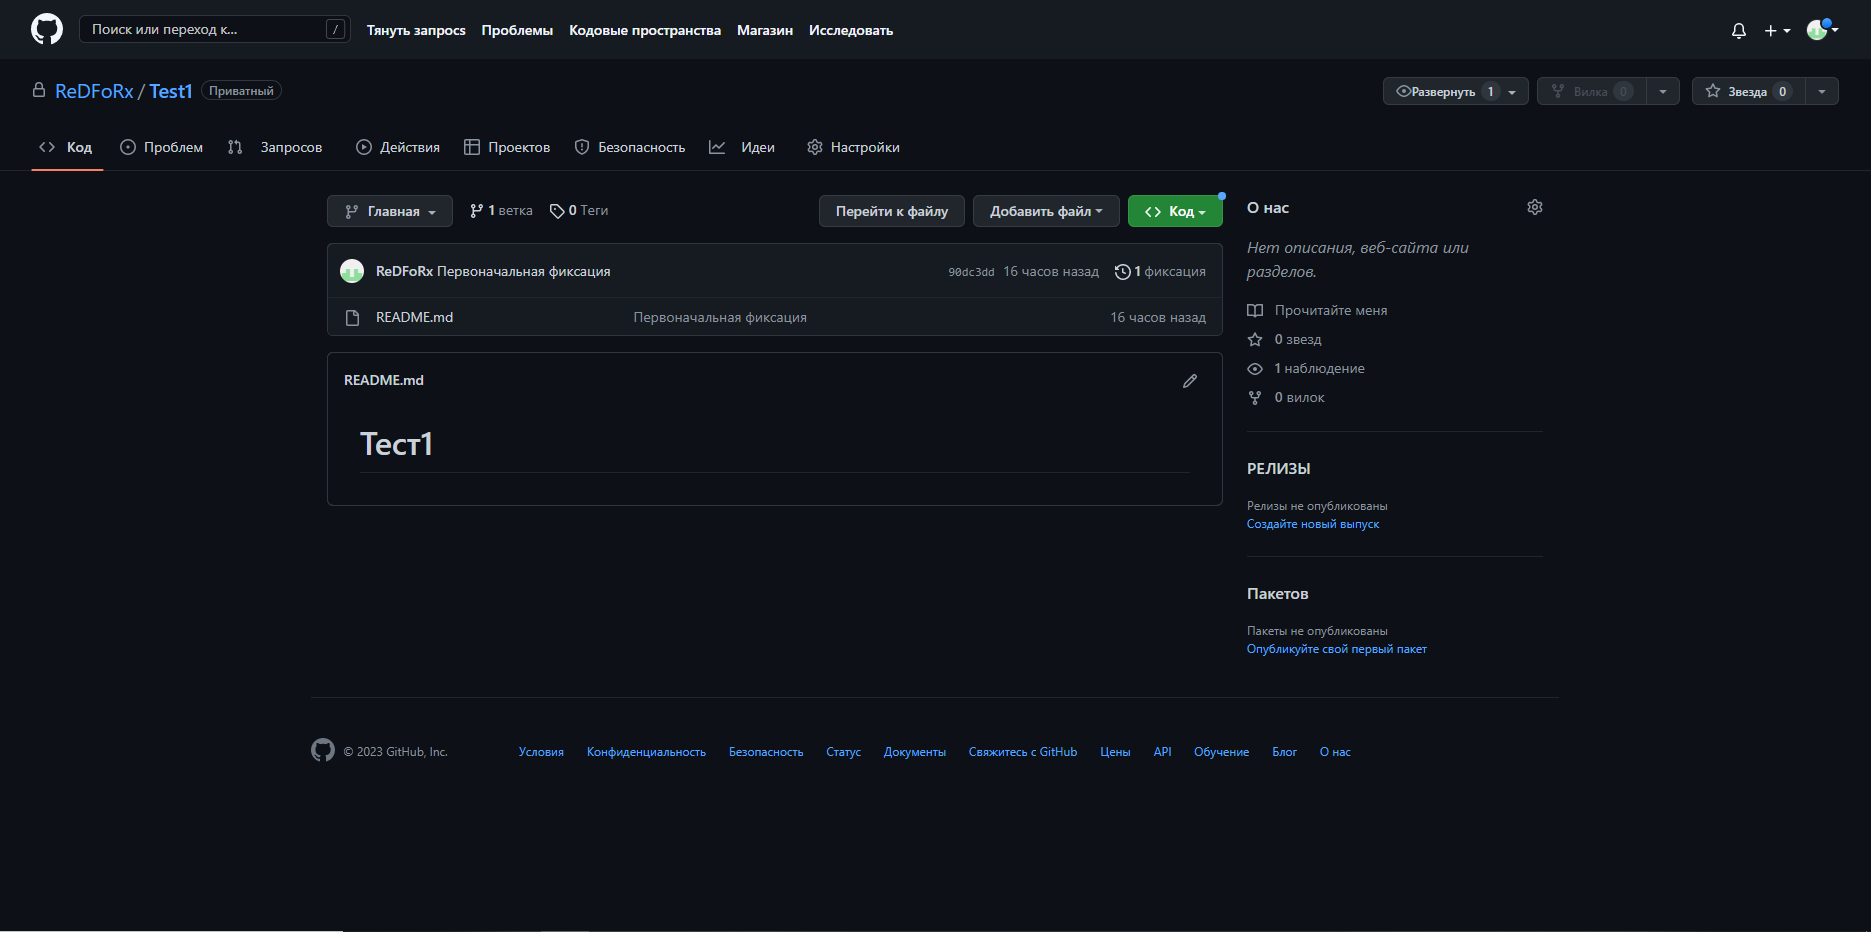 Поиск или переход к... /
Тянуть запрос Проблемы Кодовые пространства Магазин Исследовать
ReDFoRx / Test1 Приватный
Развернуть 1
Вилка 0
Звезда 0
Код Проблем Запросов Действия Проектов Безопасность Идеи Настройки
Главная 1 ветка 0 Теги
Перейти к файлу Добавить файл Код
ReDFoRx Первоначальная фиксация 90dc3dd 16 часов назад 1 фиксация
README.md Первоначальная фиксация 16 часов назад
README.md
Тест1
О нас
Нет описания, веб-сайта или
разделов.
Прочитайте меня
0 звезд
1 наблюдение
0 вилок
РЕЛИЗЫ
Релизы не опубликованы
Создайте новый выпуск
Пакетов
Пакеты не опубликованы
Опубликуйте свой первый пакет
© 2023 GitHub, Inc. Условия Конфиденциальность Безопасность Статус Документы Свяжитесь с GitHub Цены API Обучение Блог О нас